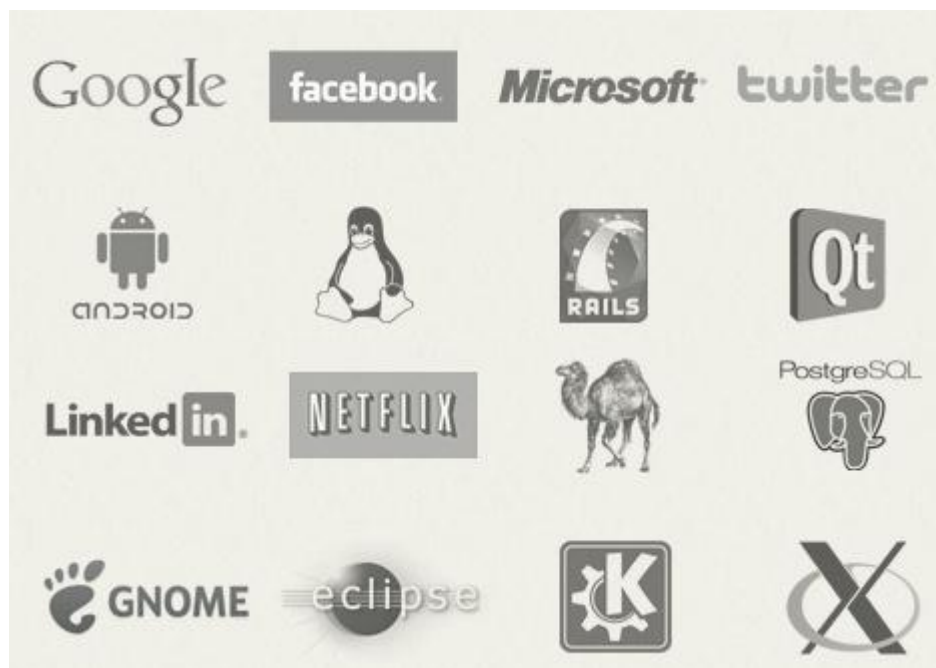 Google
facebook
Microsoft®
twitter
ANDROID
RAILS
Qt
Linked in®
NETFLIX
PostgreSQL
GNOME
eclipse
K
X